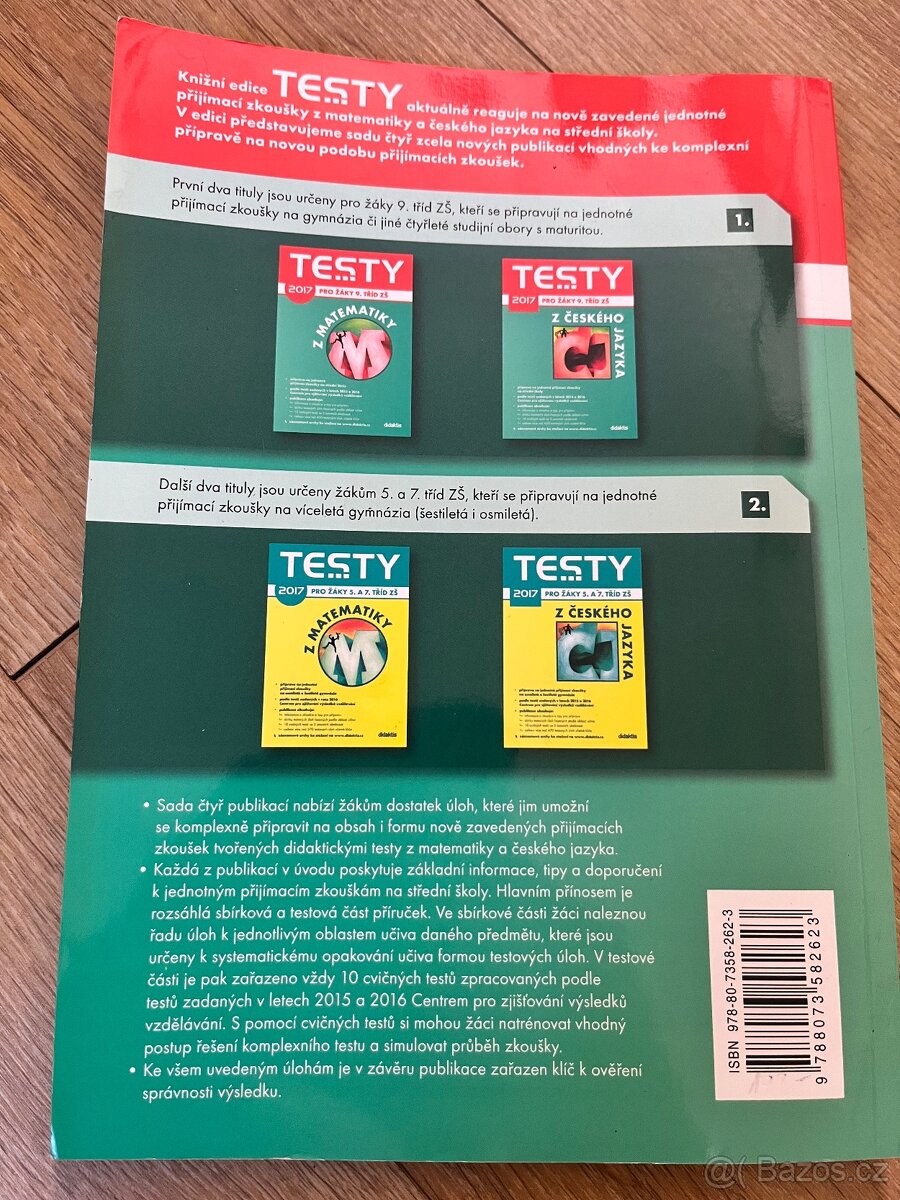 Knižní edice TESTY aktuálně reaguje na nově zavedené jednotné
přijímací zkoušky z matematiky a českého jazyka na střední školy.
V edici představujeme sadu čtyř zcela nových publikací vhodných ke komplexní
přípravě na novou podobu přijímacích zkoušek.
První dva tituly jsou určeny pro žáky 9. tříd ZŠ, kteří se připravují na jednotné
přijímací zkoušky na gymnázia či jiné čtyřleté studijní obory s maturitou.
1.
TESTY
2017 PRO ŽÁKY 9. TŘÍD ZŠ
Z MATEMATIKY
M
didaktis
TESTY
2017 PRO ŽÁKY 9. TŘÍD ZŠ
Z ČESKÉHO
JAZYKA
didaktis
Další dva tituly jsou určeny žákům 5. a 7. tříd ZŠ, kteří se připravují na jednotné
přijímací zkoušky na víceletá gymnázia (šestiletá i osmiletá).
2.
TESTY
2017 PRO ŽÁKY 5. A 7. TŘÍD ZŠ
Z MATEMATIKY
M
didaktis
TESTY
2017 PRO ŽÁKY 5. A 7. TŘÍD ZŠ
Z ČESKÉHO
JAZYKA
didaktis
• Sada čtyř publikací nabízí žákům dostatek úloh, které jim umožní
se komplexně připravit na obsah i formu nově zavedených přijímacích
zkoušek tvořených didaktickými testy z matematiky a českého jazyka.
• Každá z publikací v úvodu poskytuje základní informace, tipy a doporučení
k jednotným přijímacím zkouškám na střední školy. Hlavním přínosem je
rozsáhlá sbírková a testová část příruček. Ve sbírkové části žáci naleznou
řadu úloh k jednotlivým oblastem učiva daného předmětu, které jsou
určeny k systematickému opakování učiva formou testových úloh. V testové
části je pak zařazeno vždy 10 cvičných testů zpracovaných podle
testů zadaných v letech 2015 a 2016 Centrem pro zjišťování výsledků
vzdělávání. S pomocí cvičných testů si mohou žáci natrénovat vhodný
postup řešení komplexního testu a simulovat průběh zkoušky.
• Ke všem uvedeným úlohám je v závěru publikace zařazen klíč k ověření
správnosti výsledku.
ISBN 978-80-7358-262-3
9 788073 582623
@( Bazos.cz